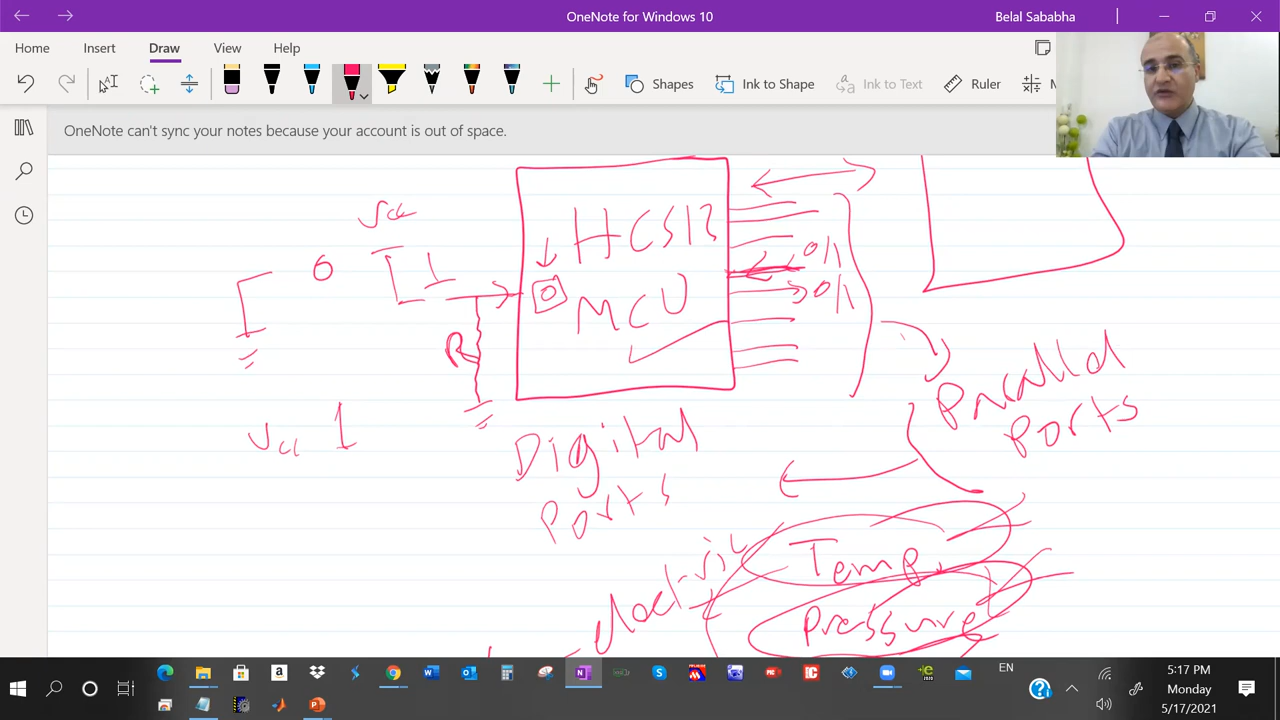 OneNote for Windows 10
Belal Sababha
Home Insert Draw View Help
Shapes Ink to Shape Ink to Text Ruler M
OneNote can't sync your notes because your account is out of space.
Vcc
HCS12
MCU
0 1
0
0/1
0/1
R
Vcc 1
Parallel
Ports
Digital
Ports
Temp.
Pressure
EN
5:17 PM
Monday
5/17/2021